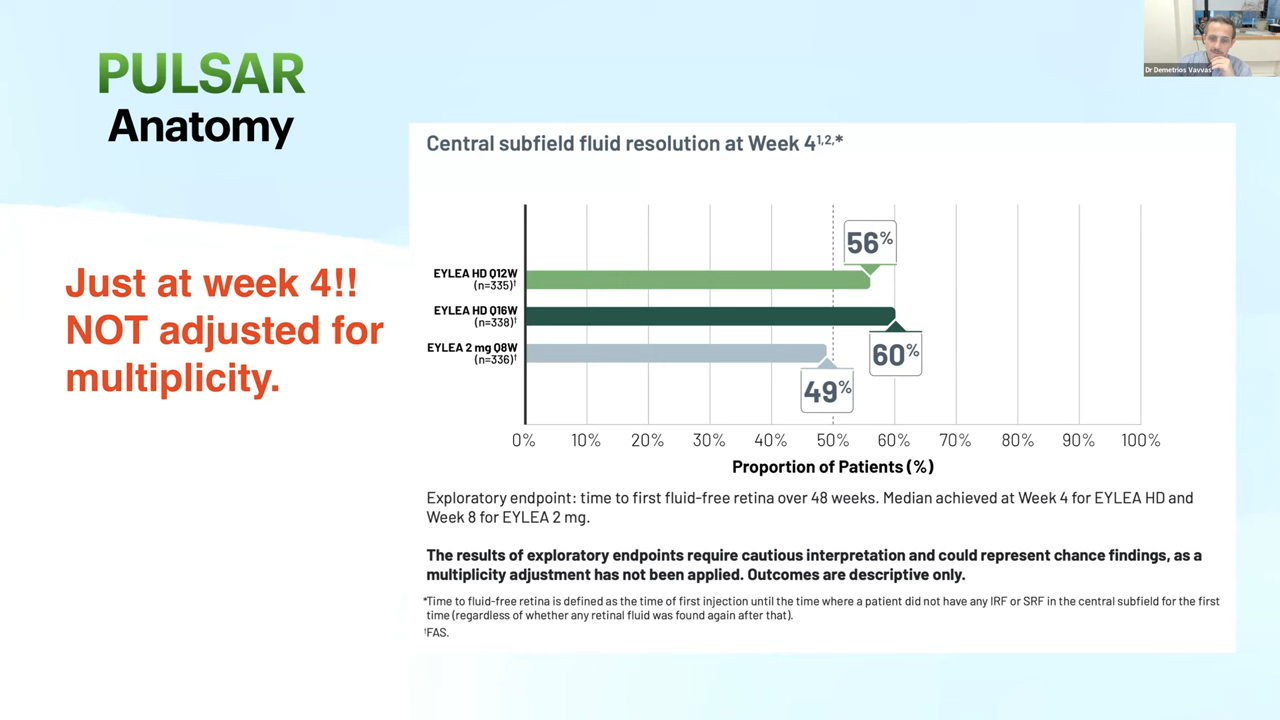 Dr Demetrios Vavvas
PULSAR
Anatomy
Just at week 4!!
NOT adjusted for
multiplicity.
Central subfield fluid resolution at Week 4¹,²,*
56%
EYLEA HD Q12W
(n=335)†
EYLEA HD Q16W
(n=338)†
60%
EYLEA 2 mg Q8W
(n=336)†
49%
0% 10% 20% 30% 40% 50% 60% 70% 80% 90% 100%
Proportion of Patients (%)
Exploratory endpoint: time to first fluid-free retina over 48 weeks. Median achieved at Week 4 for EYLEA HD and
Week 8 for EYLEA 2 mg.
The results of exploratory endpoints require cautious interpretation and could represent chance findings, as a
multiplicity adjustment has not been applied. Outcomes are descriptive only.
*Time to fluid-free retina is defined as the time of first injection until the time where a patient did not have any IRF or SRF in the central subfield for the first
time (regardless of whether any retinal fluid was found again after that).
†FAS.